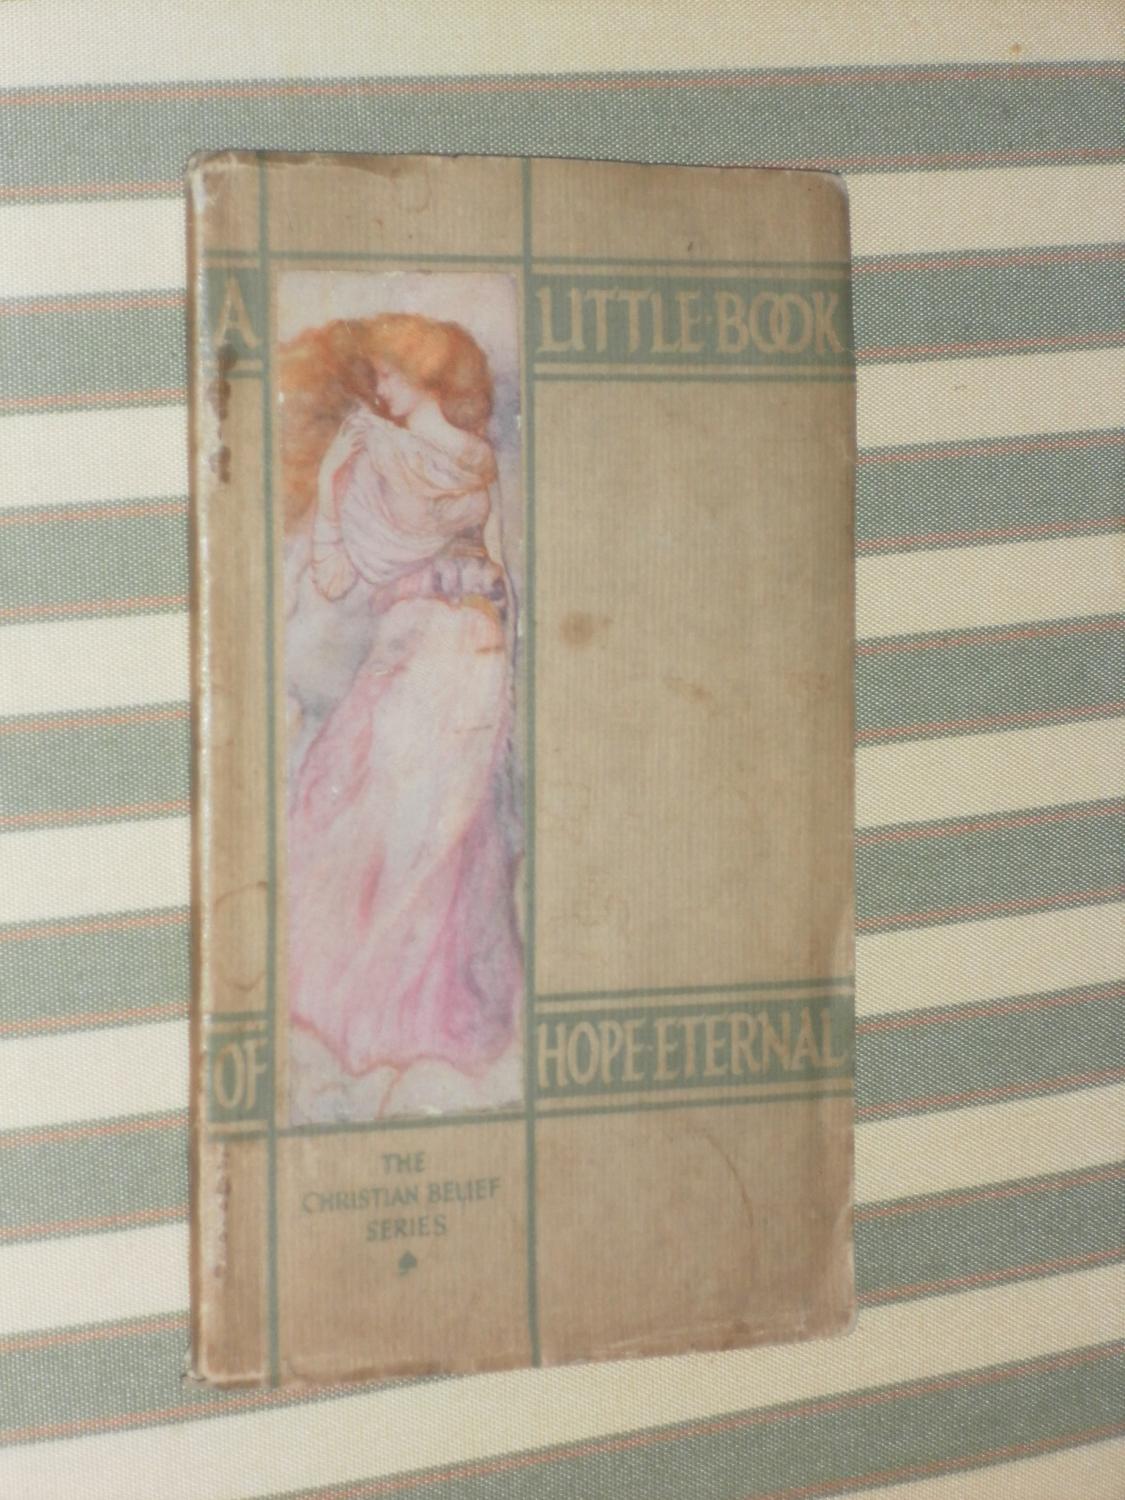 A LITTLE·BOOK
OF HOPE·ETERNAL
THE
CHRISTIAN BELIEF
SERIES